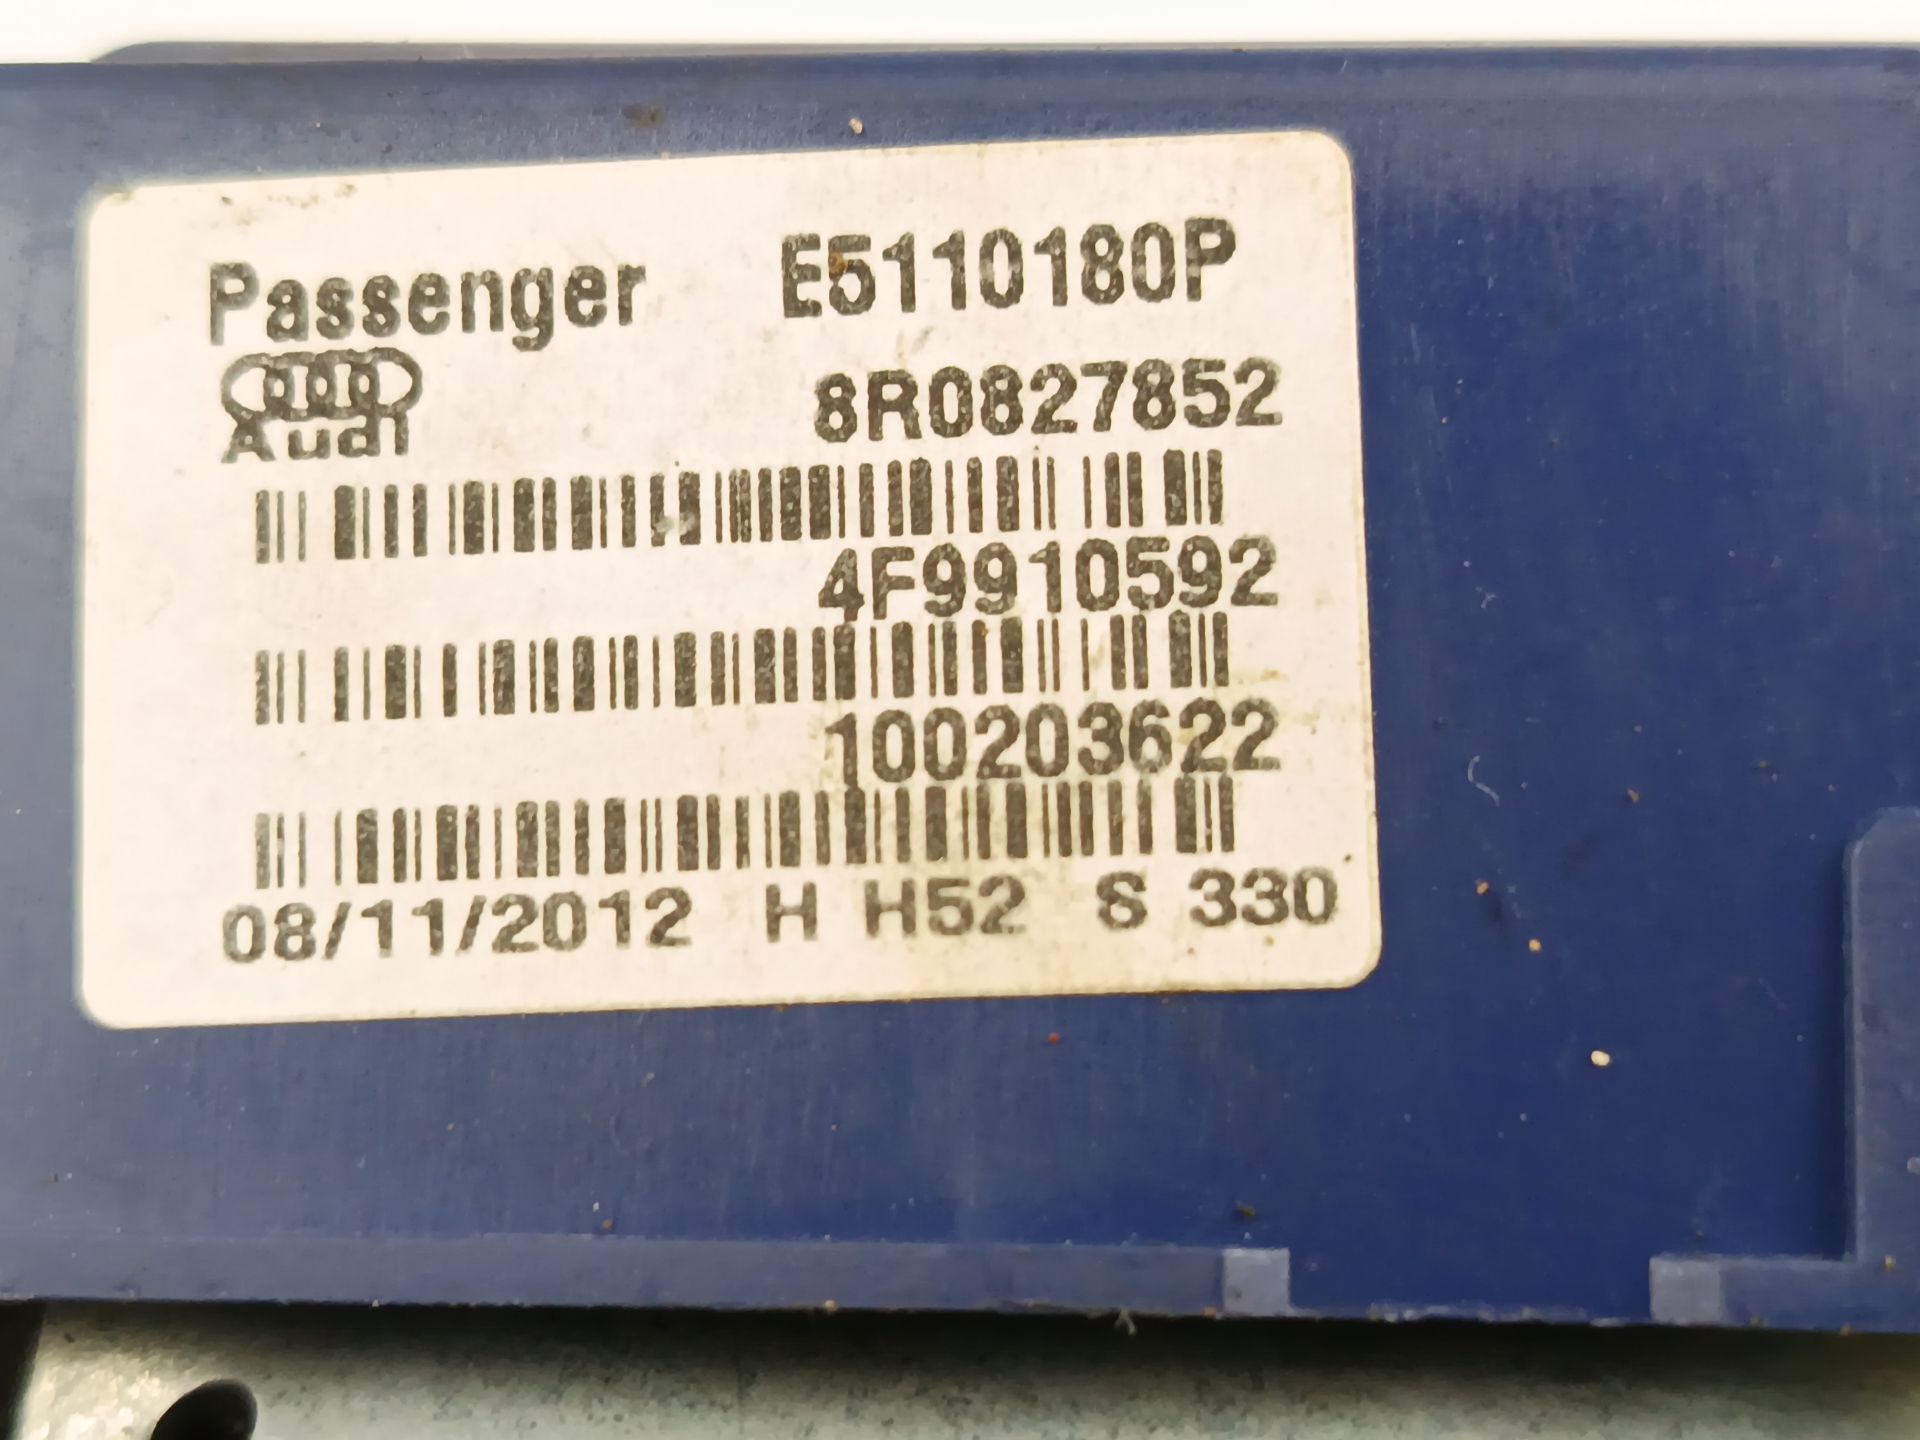 Passenger E5110180P
Audi 8R0827852
4F9910592
100203622
08/11/2012 H H52 S 330